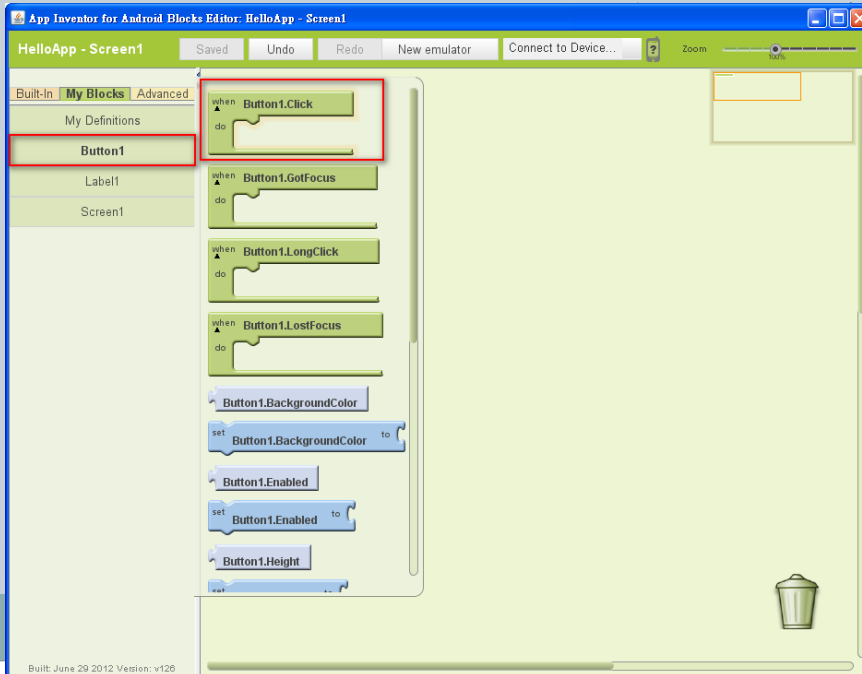 App Inventor for Android Blocks Editor: HelloApp - Screen1
HelloApp - Screen1 Saved Undo Redo New emulator Connect to Device... ? Zoom
100%
Built-In My Blocks Advanced
My Definitions
Button1
Label1
Screen1
when Button1.Click
do
when Button1.GotFocus
do
when Button1.LongClick
do
when Button1.LostFocus
do
Button1.BackgroundColor
set Button1.BackgroundColor to
Button1.Enabled
set Button1.Enabled to
Button1.Height
set to
Built: June 29 2012 Version: v126